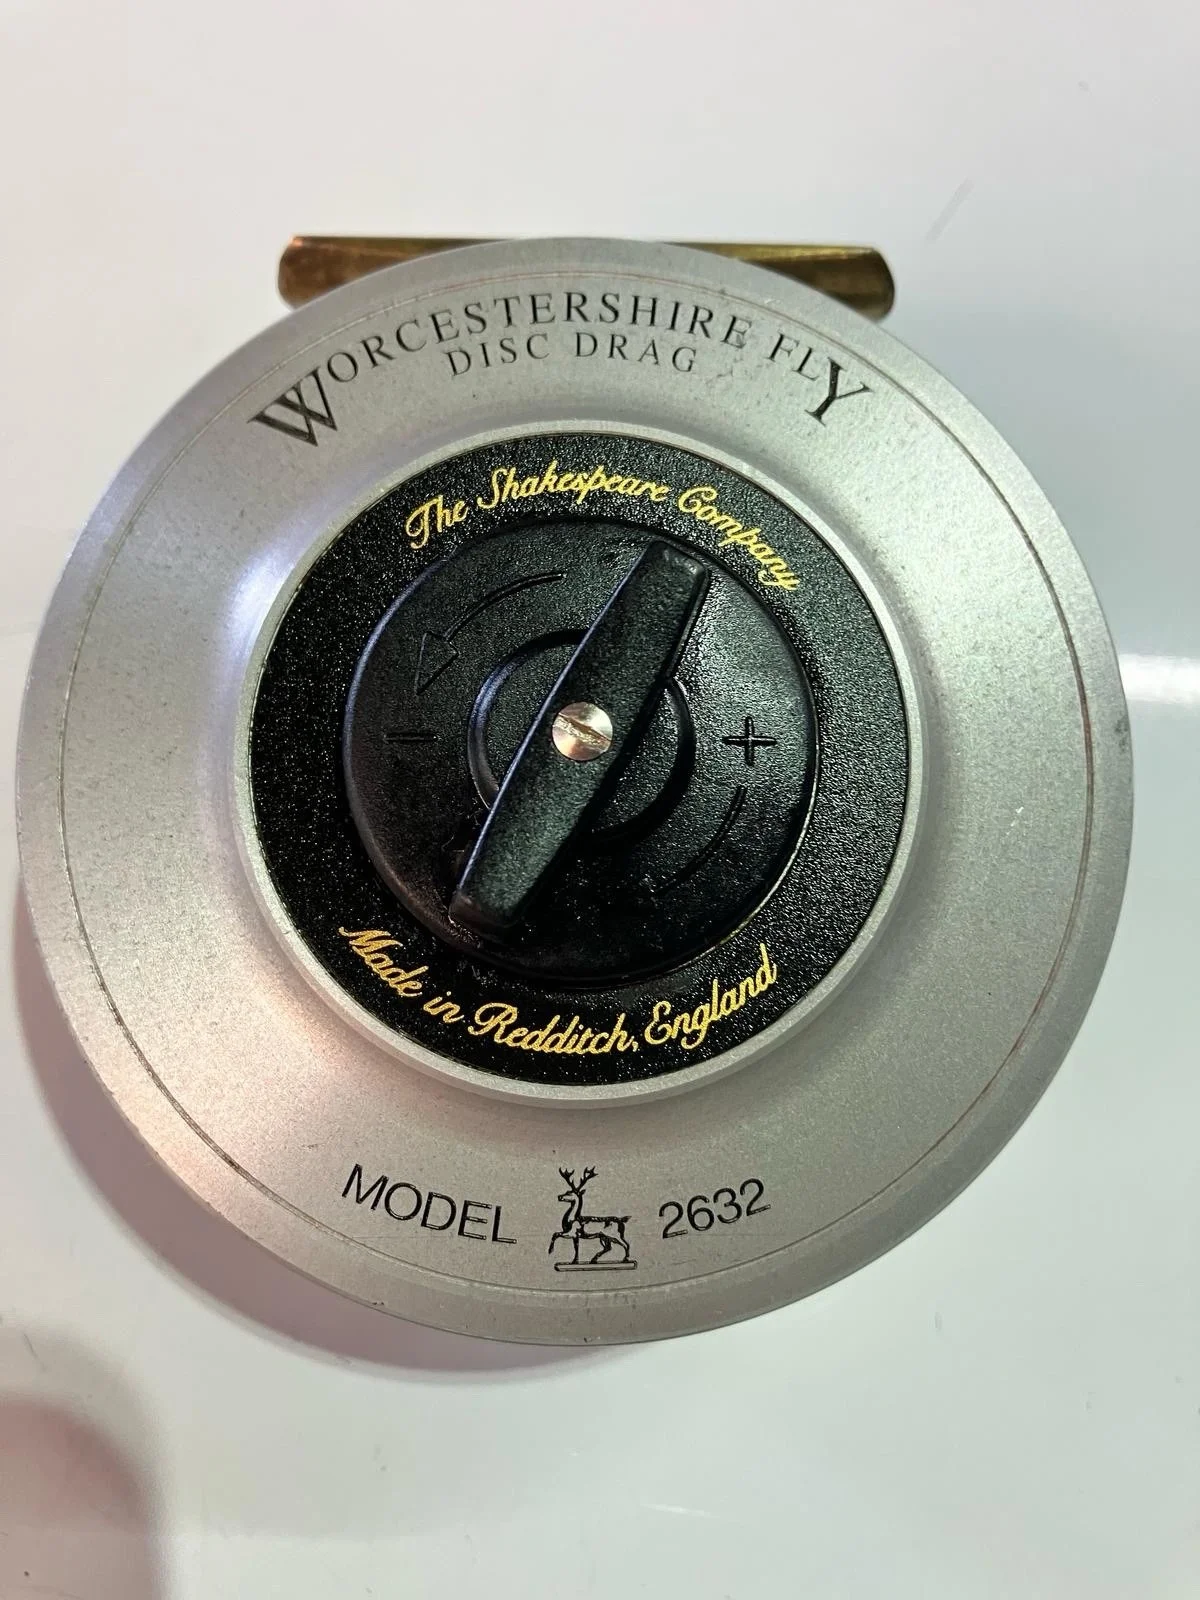 WORCESTERSHIRE FLY
DISC DRAG
The Shakespeare Company
− +
Made in Redditch, England
MODEL 2632